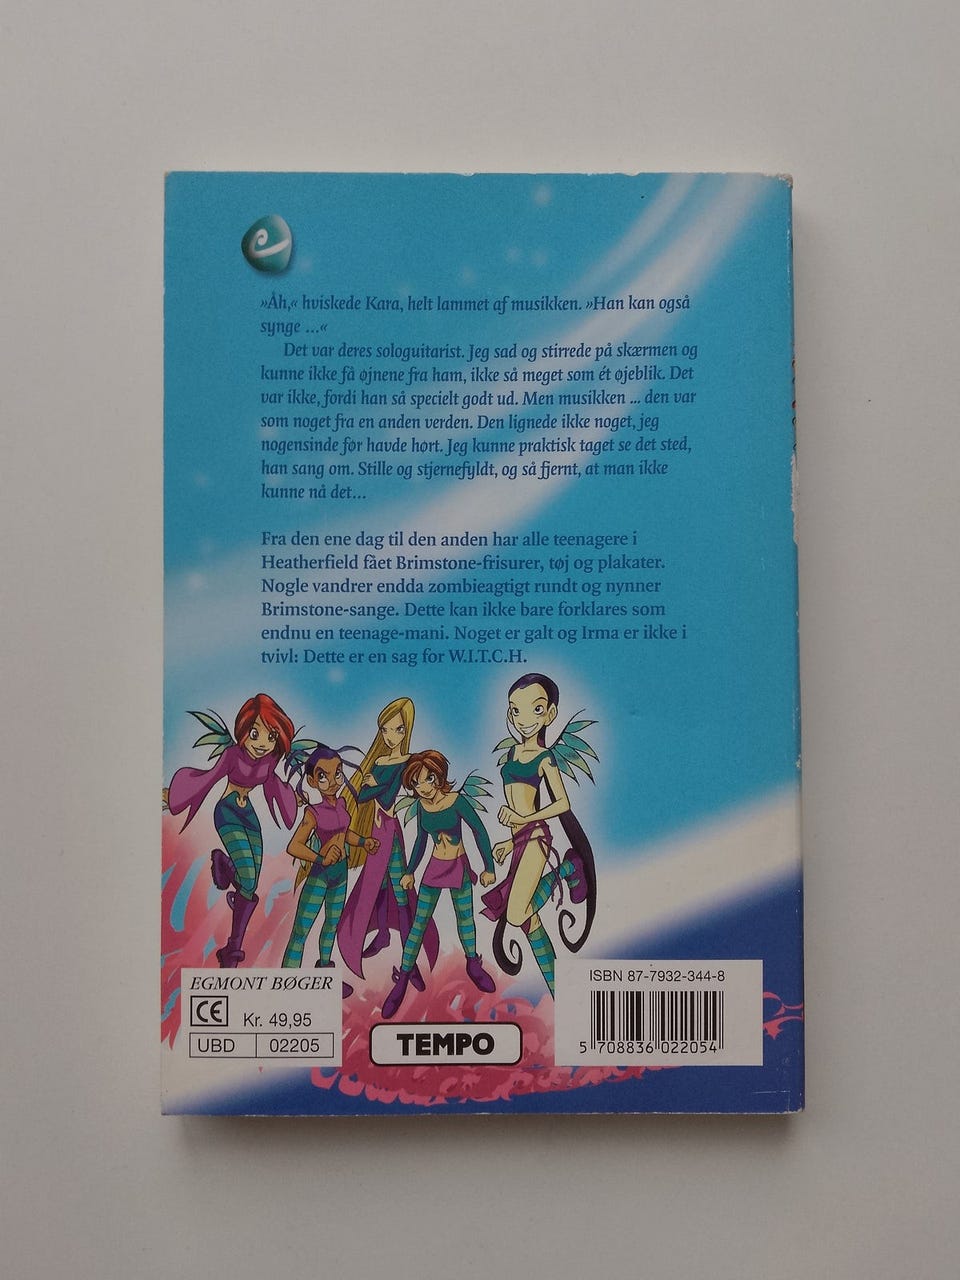 »Åh,« hviskede Kara, helt lammet af musikken. »Han kan også
synge ...«
Det var deres sologuitarist. Jeg sad og stirrede på skærmen og
kunne ikke få øjnene fra ham, ikke så meget som ét øjeblik. Det
var ikke, fordi han så specielt godt ud. Men musikken ... den var
som noget fra en anden verden. Den lignede ikke noget, jeg
nogensinde før havde hørt. Jeg kunne praktisk taget se det sted,
han sang om. Stille og stjernefyldt, og så fjernt, at man ikke
kunne nå det...
Fra den ene dag til den anden har alle teenagere i
Heatherfield fået Brimstone-frisurer, tøj og plakater.
Nogle vandrer endda zombieagtigt rundt og nynner
Brimstone-sange. Dette kan ikke bare forklares som
endnu en teenage-mani. Noget er galt og Irma er ikke i
tvivl: Dette er en sag for W.I.T.C.H.
EGMONT BØGER
CE Kr. 49,95
UBD 02205
TEMPO
ISBN 87-7932-344-8
5 708836 022054